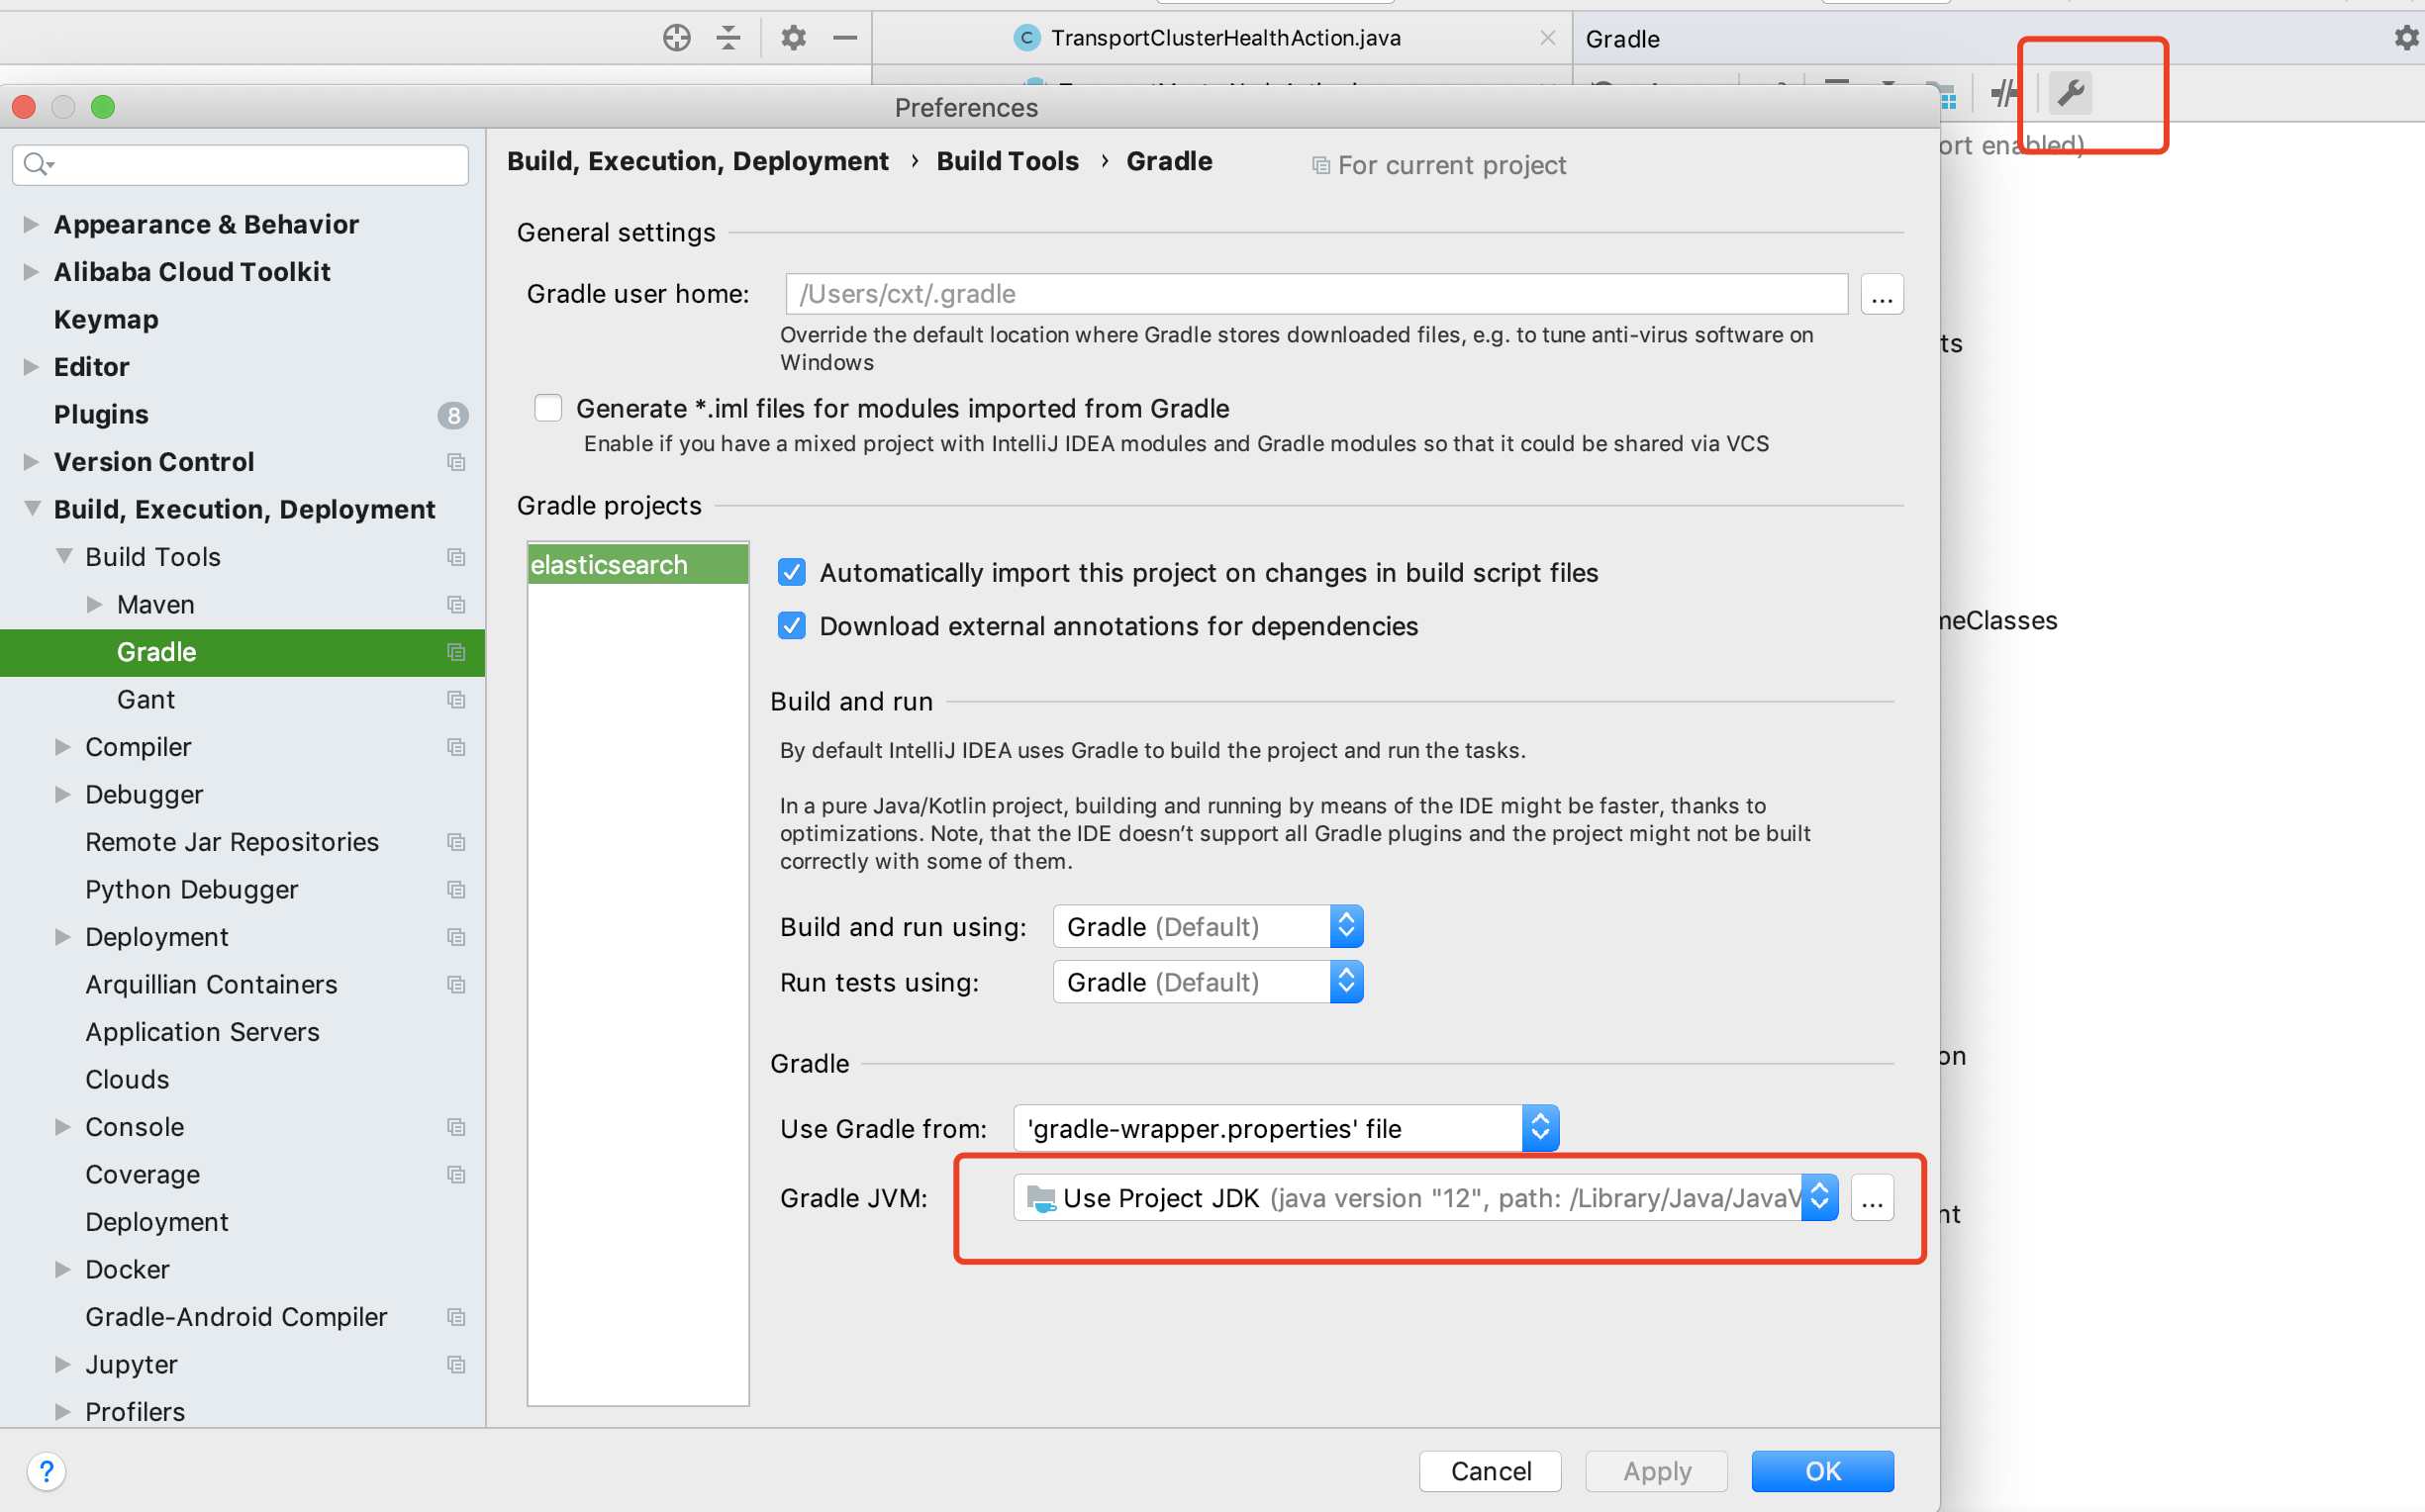 TransportClusterHealthAction.java
Gradle
Preferences
ort enabled)
Build, Execution, Deployment › Build Tools › Gradle
For current project
Appearance & Behavior
Alibaba Cloud Toolkit
Keymap
Editor
Plugins
8
Version Control
Build, Execution, Deployment
Build Tools
Maven
Gradle
Gant
Compiler
Debugger
Remote Jar Repositories
Python Debugger
Deployment
Arquillian Containers
Application Servers
Clouds
Console
Coverage
Deployment
Docker
Gradle-Android Compiler
Jupyter
Profilers
General settings
Gradle user home:
/Users/cxt/.gradle
...
Override the default location where Gradle stores downloaded files, e.g. to tune anti-virus software on
Windows
Generate *.iml files for modules imported from Gradle
Enable if you have a mixed project with IntelliJ IDEA modules and Gradle modules so that it could be shared via VCS
Gradle projects
elasticsearch
Automatically import this project on changes in build script files
Download external annotations for dependencies
Build and run
By default IntelliJ IDEA uses Gradle to build the project and run the tasks.
In a pure Java/Kotlin project, building and running by means of the IDE might be faster, thanks to
optimizations. Note, that the IDE doesn’t support all Gradle plugins and the project might not be built
correctly with some of them.
Build and run using:
Gradle (Default)
Run tests using:
Gradle (Default)
Gradle
Use Gradle from:
'gradle-wrapper.properties' file
Gradle JVM:
Use Project JDK (java version "12", path: /Library/Java/JavaV
...
ts
meClasses
on
nt
?
Cancel
Apply
OK